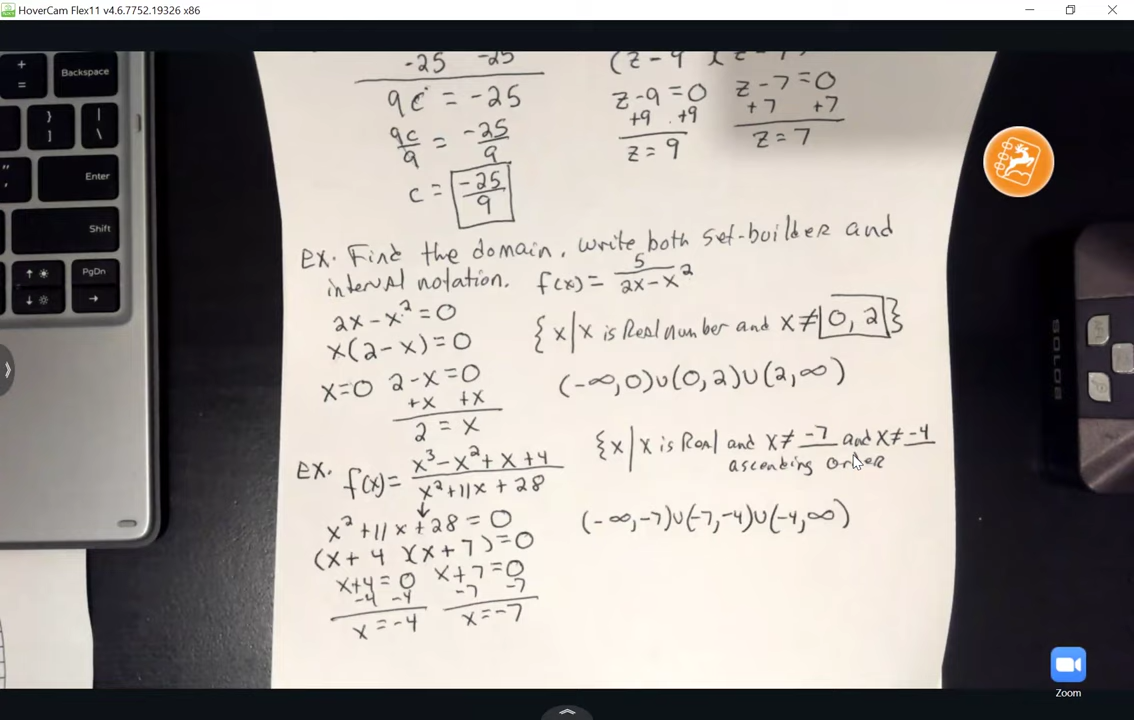 HoverCam Flex11 v4.6.7752.19326 x86
+
=
Backspace
}
]
|
\
"
'
Enter
Shift
PgDn
SOLO
-25 -25
9c = -25
9c/9 = -25/9
c = -25/9
(z - 9)(z - 7)
z - 9 = 0
+9 +9
z = 9
z - 7 = 0
+7 +7
z = 7
Ex. Find the domain. Write both set-builder and
interval notation. f(x) = 5/(2x - x²)
2x - x² = 0
x(2 - x) = 0
x = 0 2 - x = 0
+x +x
2 = x
{x | x is Real number and x ≠ 0, 2}
(-∞, 0) ∪ (0, 2) ∪ (2, ∞)
Ex. f(x) = (x³ - x² + x + 4)/(x² + 11x + 28)
x² + 11x + 28 = 0
(x + 4)(x + 7) = 0
x + 4 = 0 x + 7 = 0
-4 -4 -7 -7
x = -4 x = -7
{x | x is Real and x ≠ -7 and x ≠ -4
ascending order
(-∞, -7) ∪ (-7, -4) ∪ (-4, ∞)
Zoom